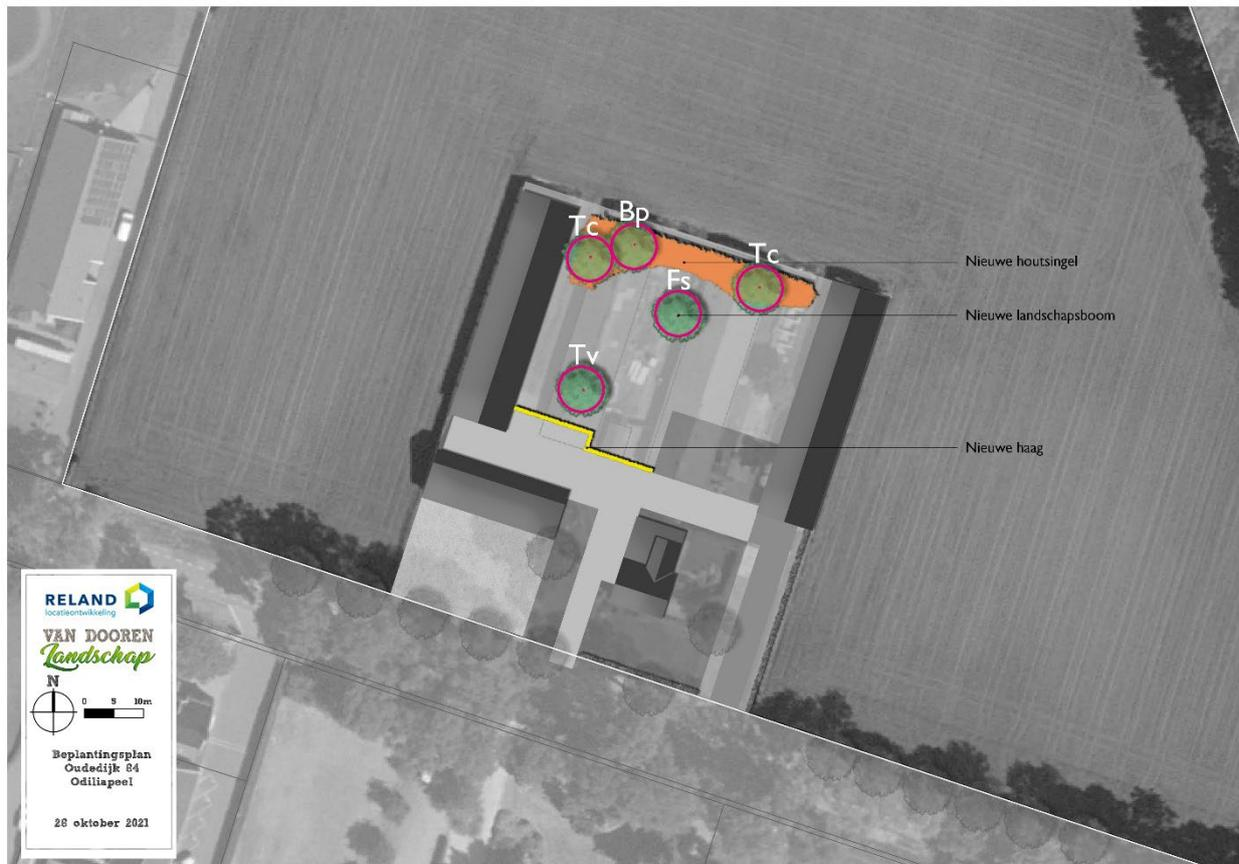 Bp
Tc
Tc
Fs
Tv
Nieuwe houtsingel
Nieuwe landschapsboom
Nieuwe haag
RELAND
locatieontwikkeling
VAN DOOREN
Landschap
N
0 5 10m
Beplantingsplan
Oudedijk 84
Odiliapeel
28 oktober 2021